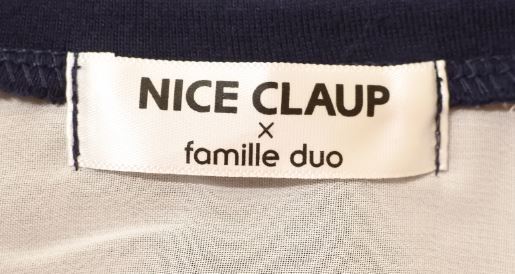 NICE CLAUP
×
famille duo